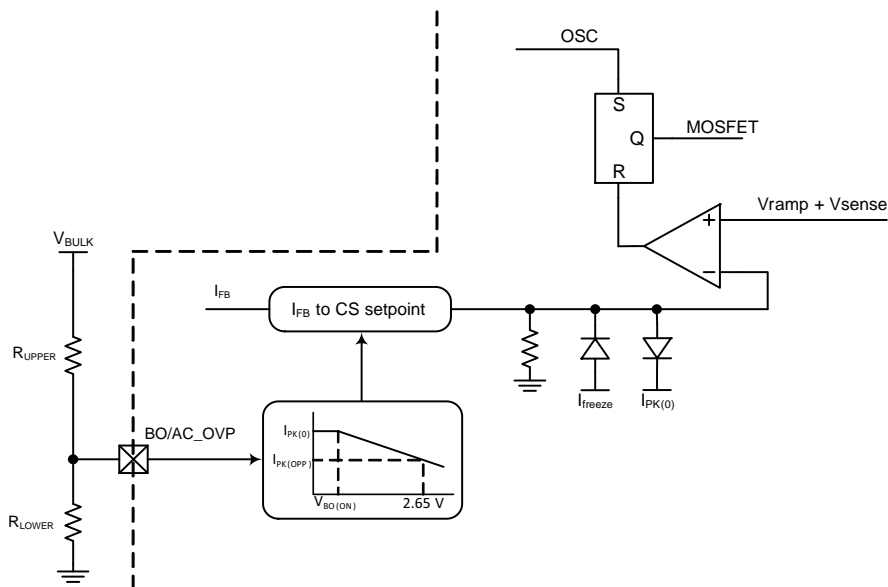 OSC
S
Q
MOSFET
R
Vramp + Vsense
+
−
VBULK
IFB
IFB to CS setpoint
RUPPER
Ifreeze
IPK(0)
BO/AC_OVP
IPK(0)
IPK(OPP)
VBO(ON)
2.65 V
RLOWER